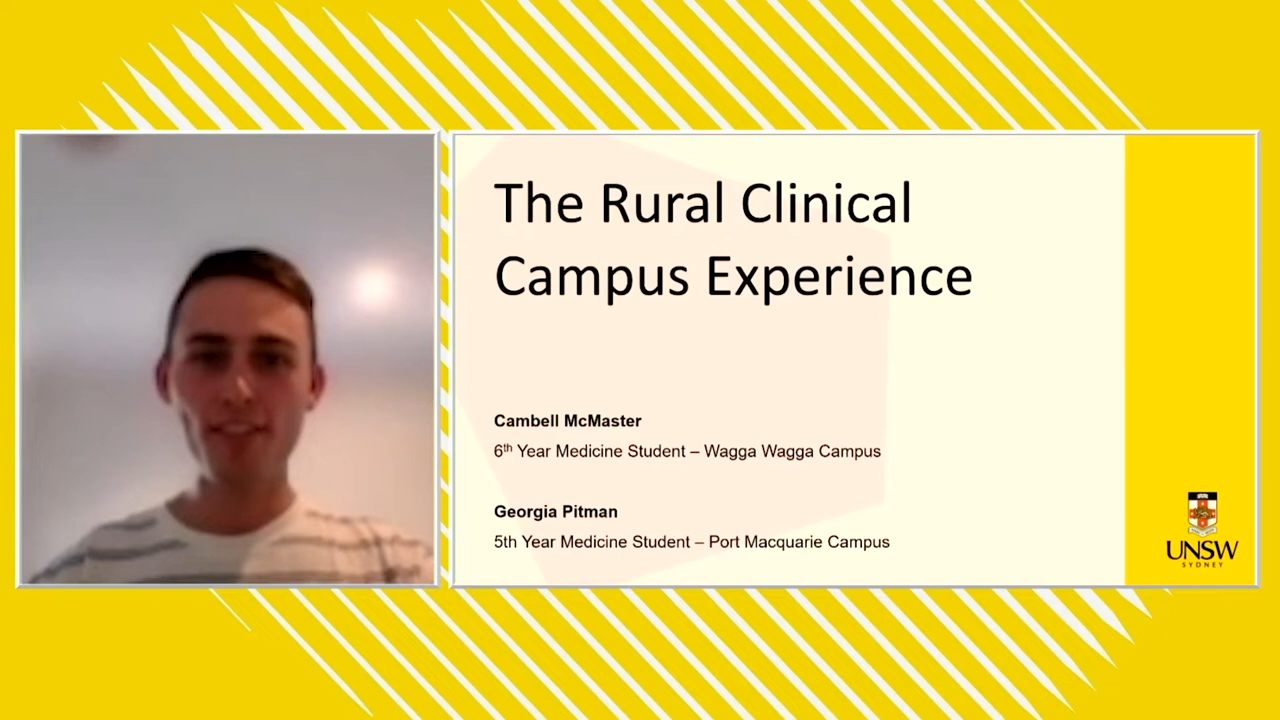 The Rural Clinical
Campus Experience
Cambell McMaster
6th Year Medicine Student – Wagga Wagga Campus
Georgia Pitman
5th Year Medicine Student – Port Macquarie Campus
UNSW
SYDNEY